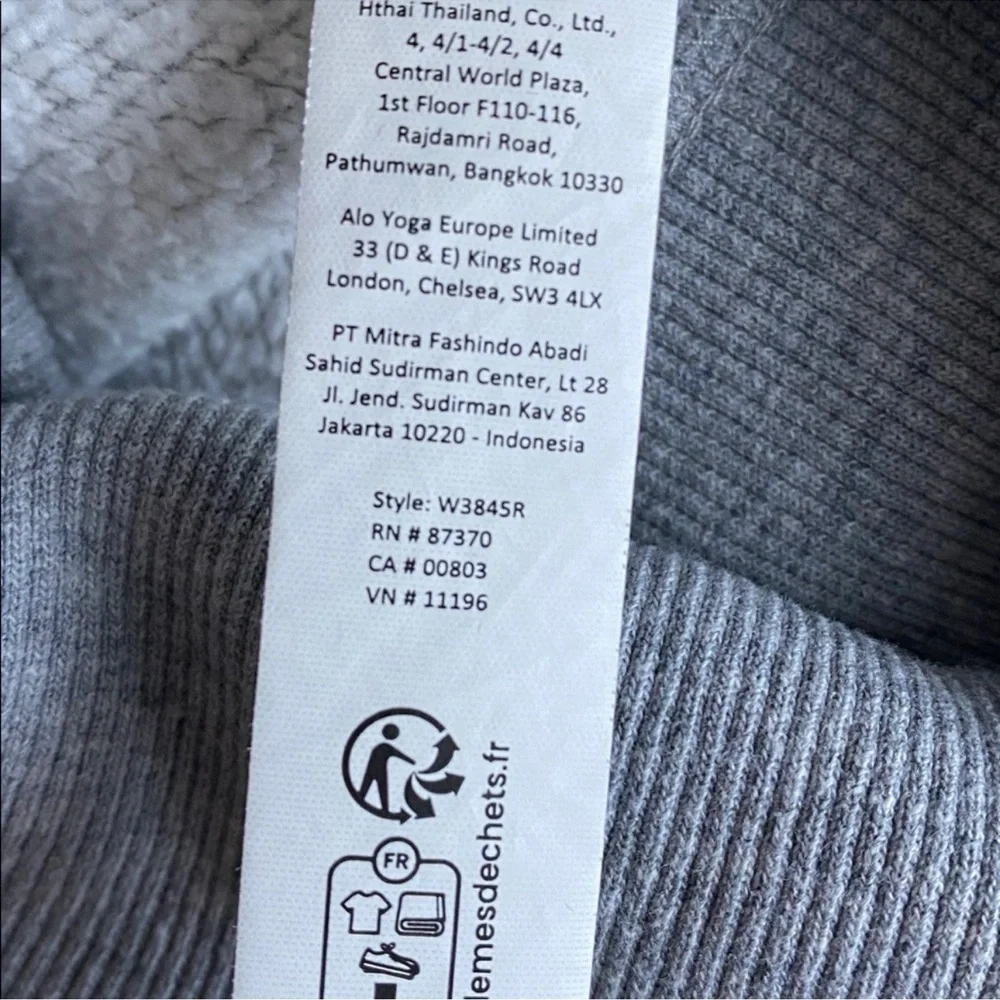 Hthai Thailand, Co., Ltd.,
4, 4/1-4/2, 4/4
Central World Plaza,
1st Floor F110-116,
Rajdamri Road,
Pathumwan, Bangkok 10330
Alo Yoga Europe Limited
33 (D & E) Kings Road
London, Chelsea, SW3 4LX
PT Mitra Fashindo Abadi
Sahid Sudirman Center, Lt 28
Jl. Jend. Sudirman Kav 86
Jakarta 10220 - Indonesia
Style: W3845R
RN # 87370
CA # 00803
VN # 11196
FR
lemesdechets.fr